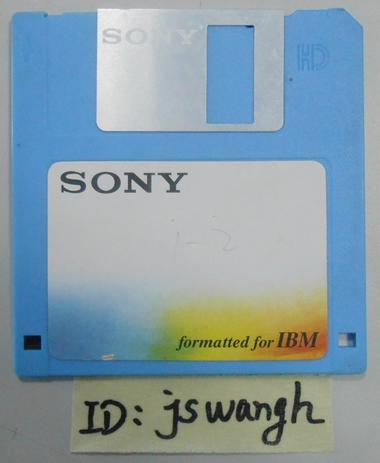 SONY
HD
SONY
1-2
formatted for IBM
ID: jswangh